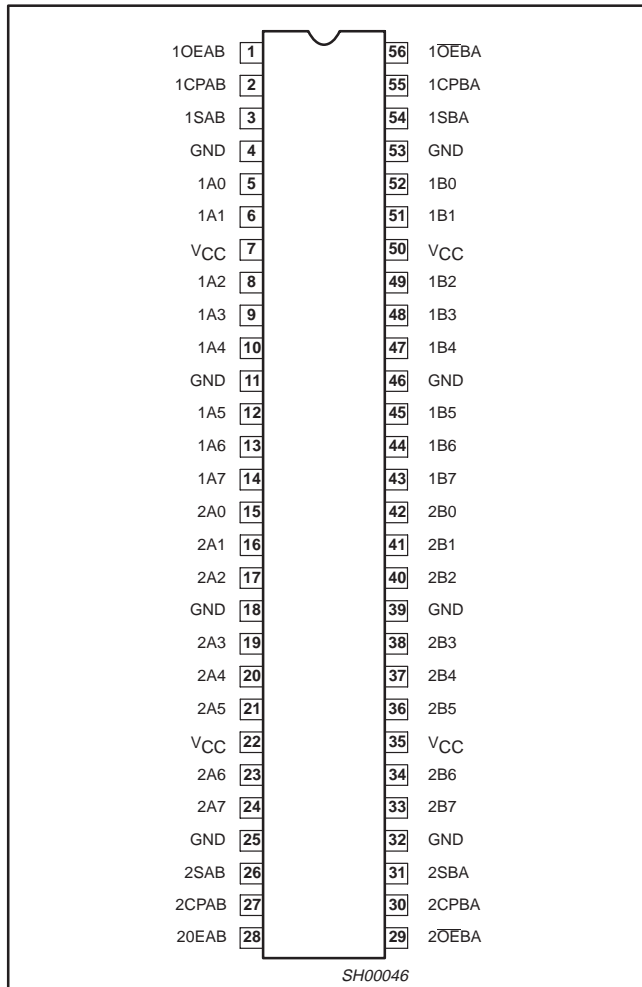 1OEAB 1 56 1O̅E̅BA
1CPAB 2 55 1CPBA
1SAB 3 54 1SBA
GND 4 53 GND
1A0 5 52 1B0
1A1 6 51 1B1
VCC 7 50 VCC
1A2 8 49 1B2
1A3 9 48 1B3
1A4 10 47 1B4
GND 11 46 GND
1A5 12 45 1B5
1A6 13 44 1B6
1A7 14 43 1B7
2A0 15 42 2B0
2A1 16 41 2B1
2A2 17 40 2B2
GND 18 39 GND
2A3 19 38 2B3
2A4 20 37 2B4
2A5 21 36 2B5
VCC 22 35 VCC
2A6 23 34 2B6
2A7 24 33 2B7
GND 25 32 GND
2SAB 26 31 2SBA
2CPAB 27 30 2CPBA
20EAB 28 29 2O̅E̅BA
SH00046